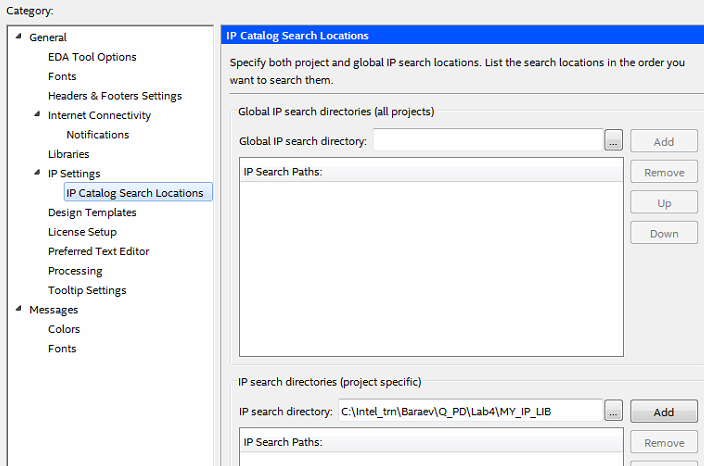 Category:
General
EDA Tool Options
Fonts
Headers & Footers Settings
Internet Connectivity
Notifications
Libraries
IP Settings
IP Catalog Search Locations
Design Templates
License Setup
Preferred Text Editor
Processing
Tooltip Settings
Messages
Colors
Fonts
IP Catalog Search Locations
Specify both project and global IP search locations. List the search locations in the order you
want to search them.
Global IP search directories (all projects)
Global IP search directory:
...
Add
IP Search Paths:
Remove
Up
Down
IP search directories (project specific)
IP search directory: C:\Intel_trn\Baraev\Q_PD\Lab4\MY_IP_LIB
...
Add
IP Search Paths:
Remove